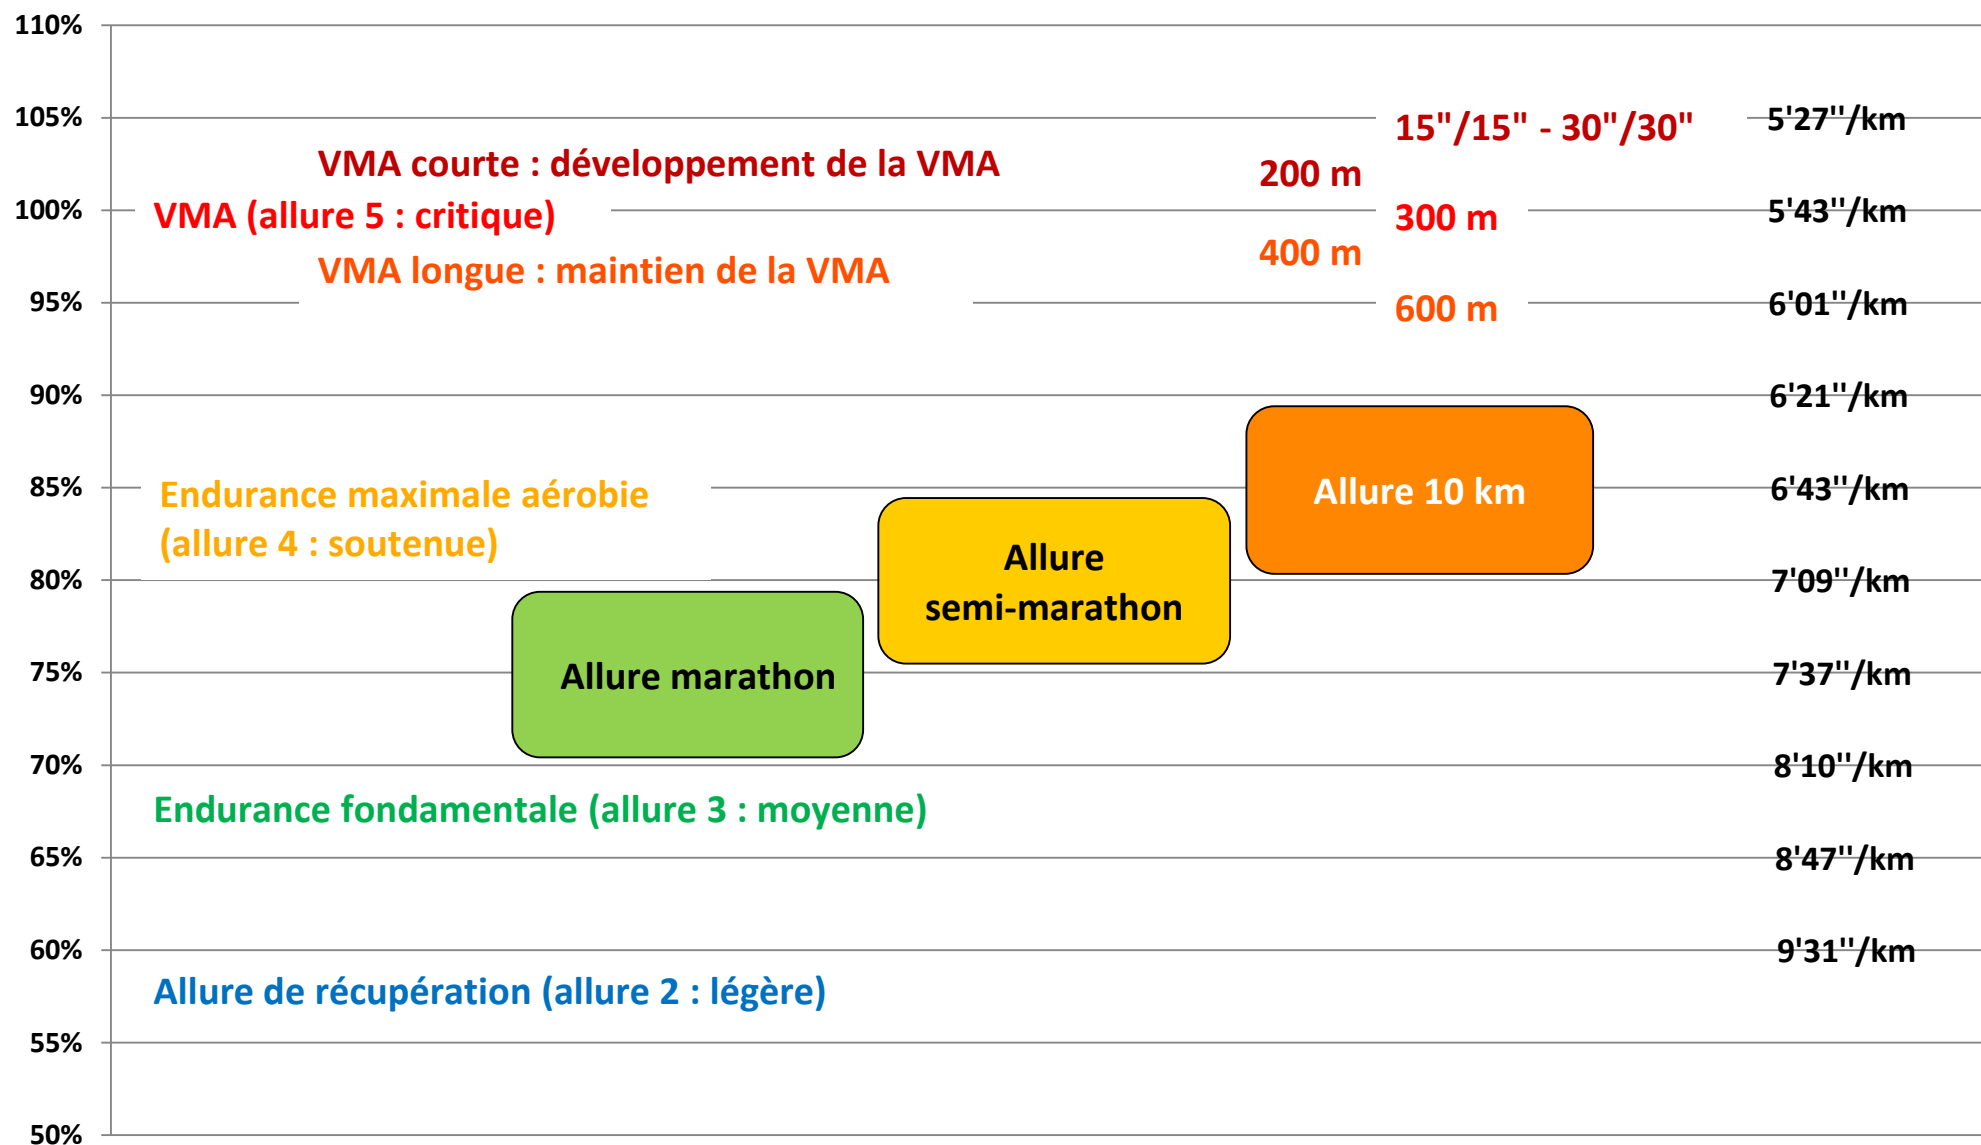 110%
105%
15"/15" - 30"/30"
5'27''/km
VMA courte : développement de la VMA
200 m
100%
VMA (allure 5 : critique)
300 m
5'43''/km
400 m
VMA longue : maintien de la VMA
95%
600 m
6'01''/km
90%
6'21''/km
85%
Endurance maximale aérobie
(allure 4 : soutenue)
Allure 10 km
6'43''/km
Allure
semi-marathon
80%
7'09''/km
75%
Allure marathon
7'37''/km
70%
8'10''/km
Endurance fondamentale (allure 3 : moyenne)
65%
8'47''/km
60%
9'31''/km
Allure de récupération (allure 2 : légère)
55%
50%